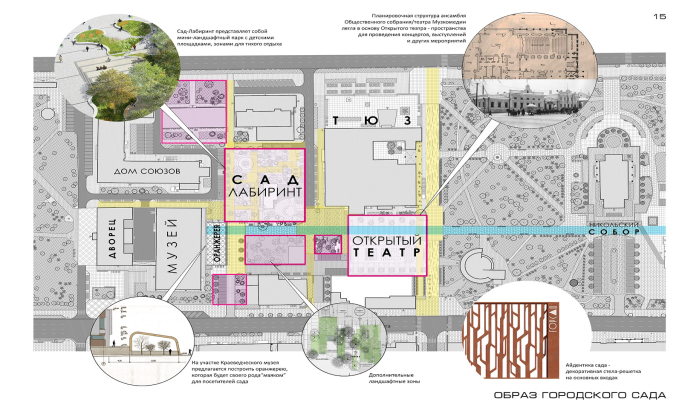 15
Сад-Лабиринт представляет собой
мини-ландшафтный парк с детскими
площадками, зонами для тихого отдыха
Планировочная структура ансамбля
Общественного собрания/театра Музкомедии
легла в основу Открытого театра - пространства
для проведения концертов, выступлений
и других мероприятий
ТЮЗ
ДОМ СОЮЗОВ
САД
ЛАБИРИНТ
ДВОРЕЦ
МУЗЕЙ
ОРАНЖЕРЕЯ
ОТКРЫТЫЙ
ТЕАТР
НИКОЛЬСКИЙ
СОБОР
На участке Краеведческого музея
предлагается построить оранжерею,
которая будет своего рода "маяком"
для посетителей сада
Дополнительные
ландшафтные зоны
Айдентика сада -
декоративная стела-решетка
на основных входах
ОБРАЗ ГОРОДСКОГО САДА